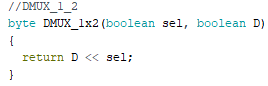 //DMUX_1_2
byte DMUX_1x2(boolean sel, boolean D)
{
  return D << sel;
}